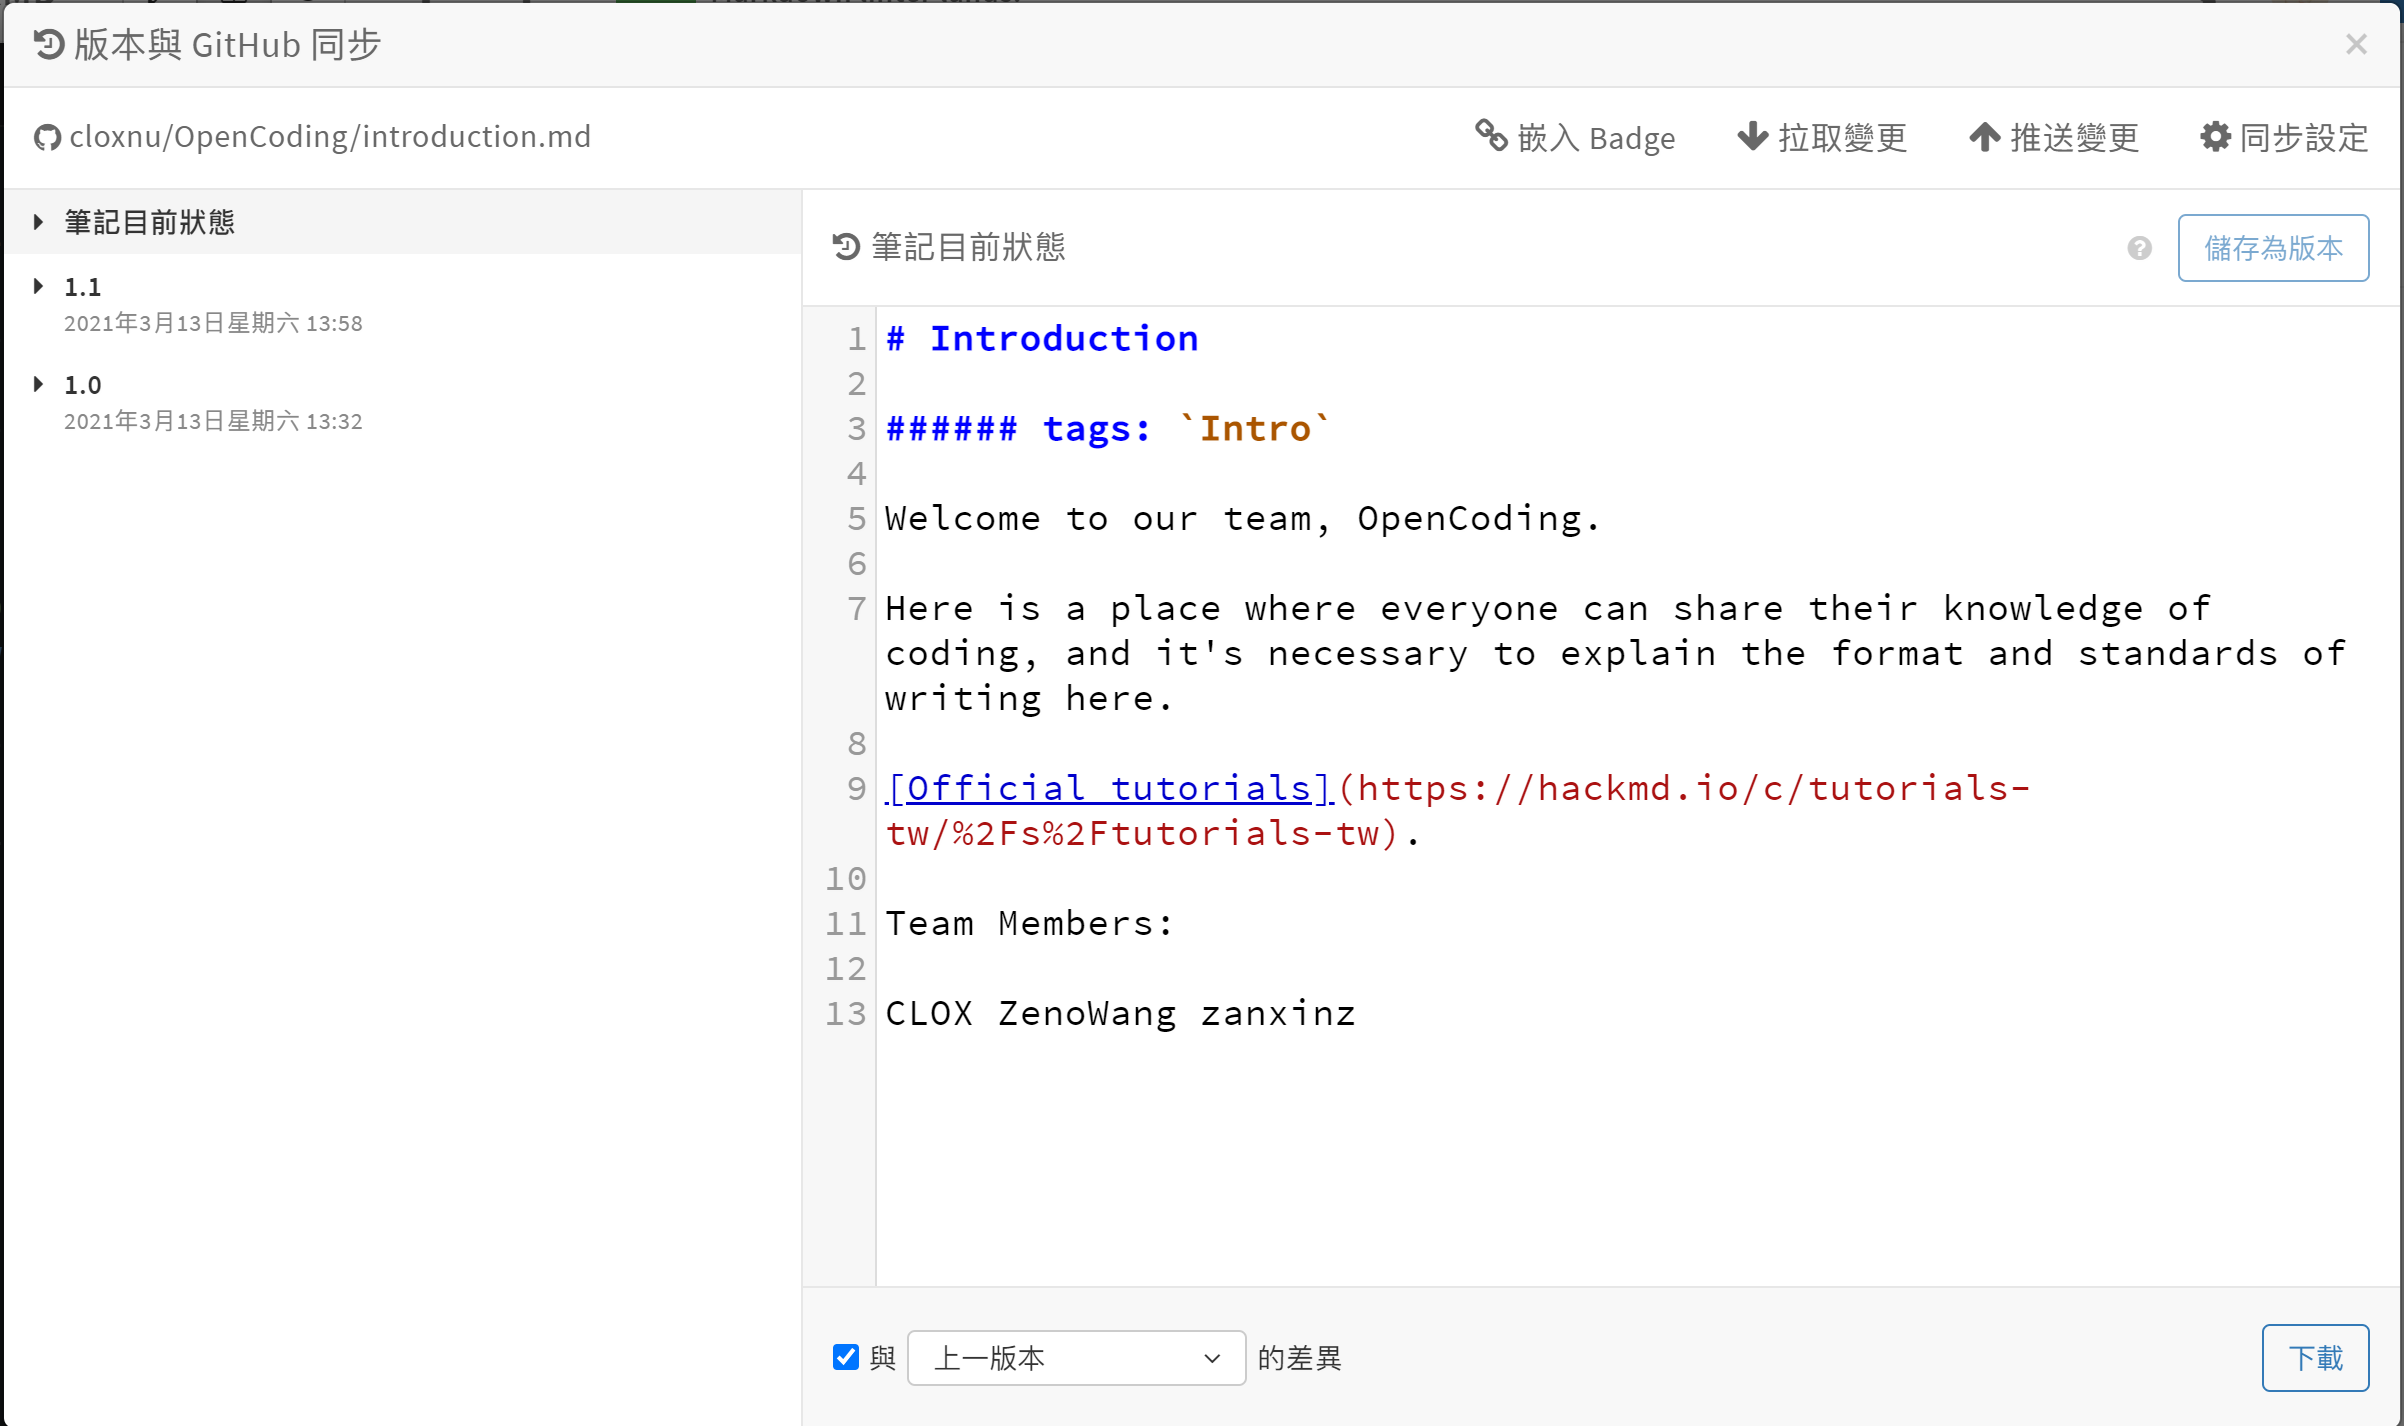 版本與 GitHub 同步
×
cloxnu/OpenCoding/introduction.md
嵌入 Badge
拉取變更
推送變更
同步設定
筆記目前狀態
1.1
2021年3月13日星期六 13:58
1.0
2021年3月13日星期六 13:32
筆記目前狀態
?
儲存為版本
1 # Introduction
2
3 ###### tags: `Intro`
4
5 Welcome to our team, OpenCoding.
6
7 Here is a place where everyone can share their knowledge of
coding, and it's necessary to explain the format and standards of
writing here.
8
9 [Official tutorials](https://hackmd.io/c/tutorials-
tw/%2Fs%2Ftutorials-tw).
10
11 Team Members:
12
13 CLOX ZenoWang zanxinz
與 上一版本 的差異
下載